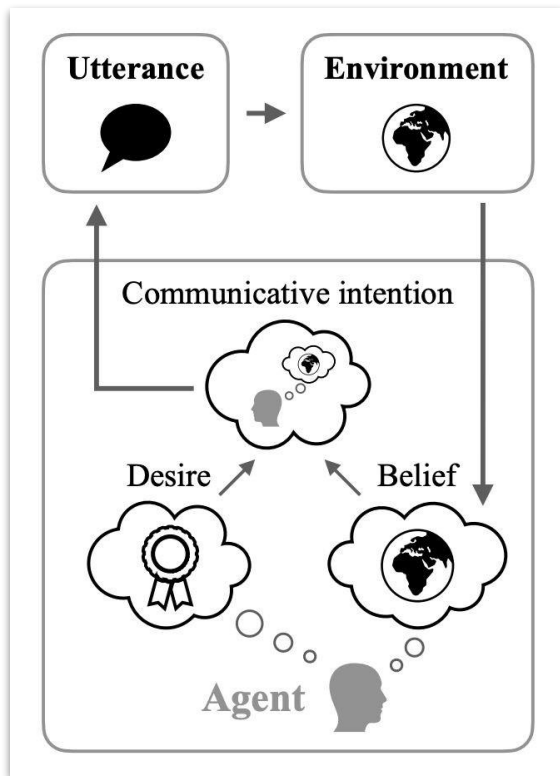 Utterance
Environment
Communicative intention
Desire
Belief
Agent